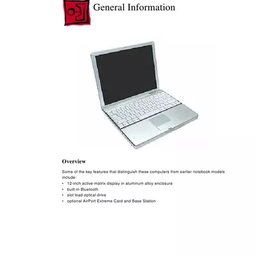 General Information
Overview
Some of the key features that distinguish these computers from earlier notebook models
include:
• 12-inch active-matrix display in aluminum alloy enclosure
• built-in Bluetooth
• slot load optical drive
• optional AirPort Extreme Card and Base Station